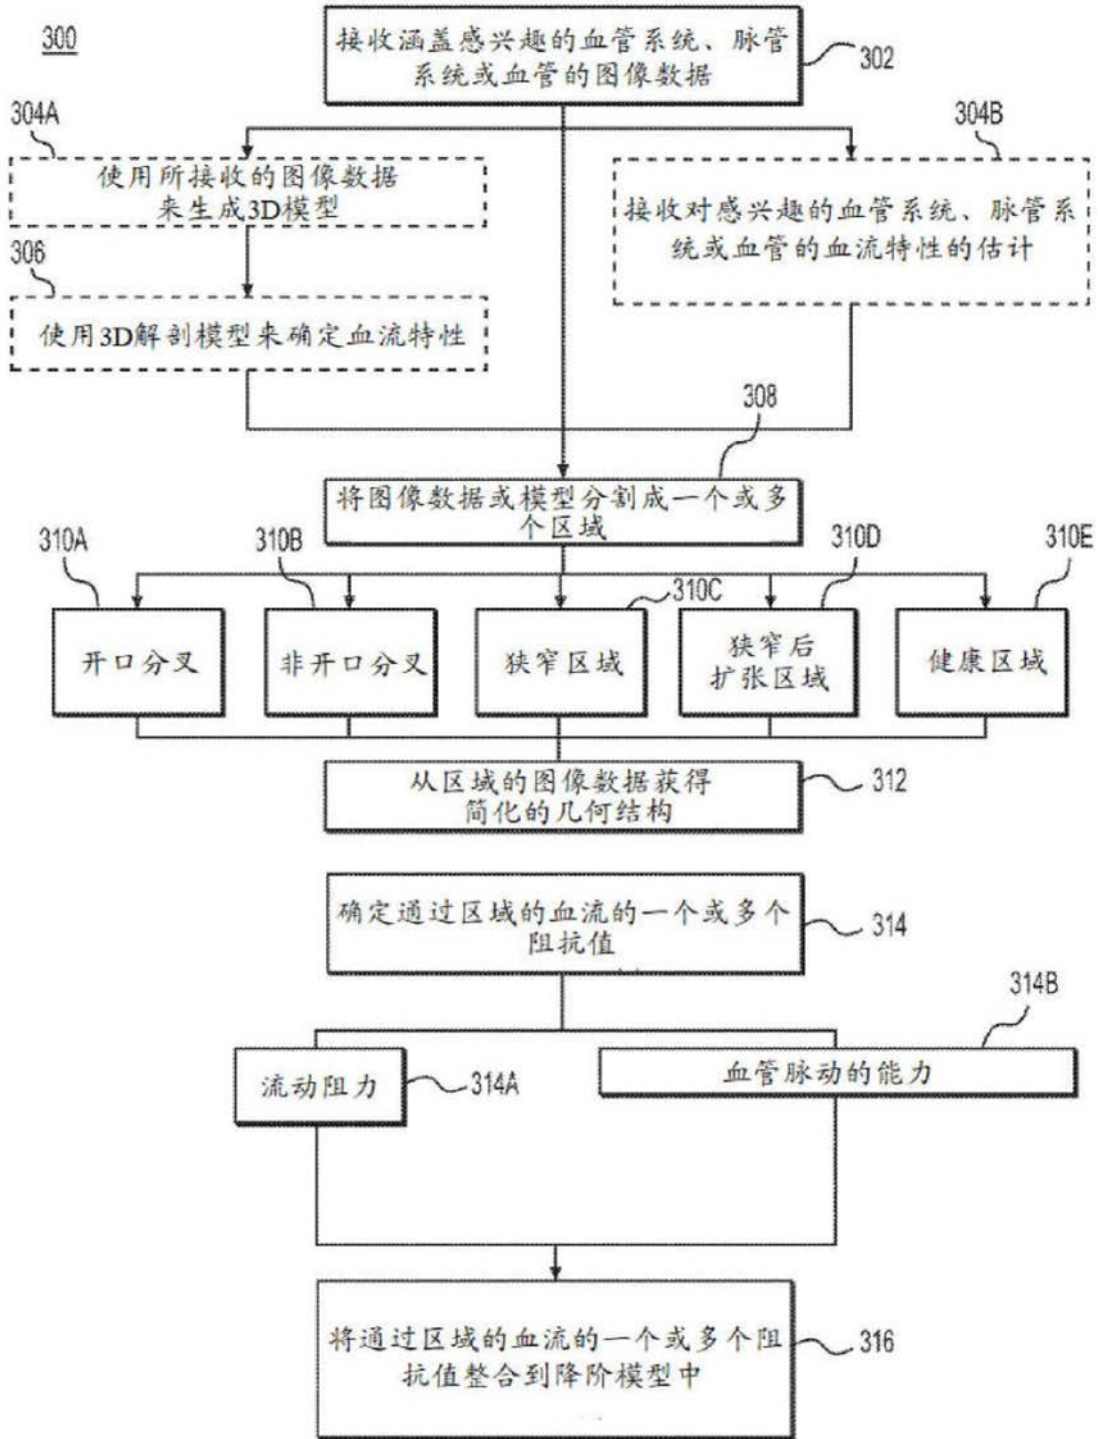 300
接收涵盖感兴趣的血管系统、脉管
系统或血管的图像数据
302
304A
304B
使用所接收的图像数据
来生成3D模型
接收对感兴趣的血管系统、脉管系
统或血管的血流特性的估计
306
使用3D解剖模型来确定血流特性
308
将图像数据或模型分割成一个或多
个区域
310A
310B
310C
310D
310E
开口分叉
非开口分叉
狭窄区域
狭窄后
扩张区域
健康区域
从区域的图像数据获得
简化的几何结构
312
确定通过区域的血流的一个或多个
阻抗值
314
314B
流动阻力
314A
血管脉动的能力
将通过区域的血流的一个或多个阻
抗值整合到降阶模型中
316